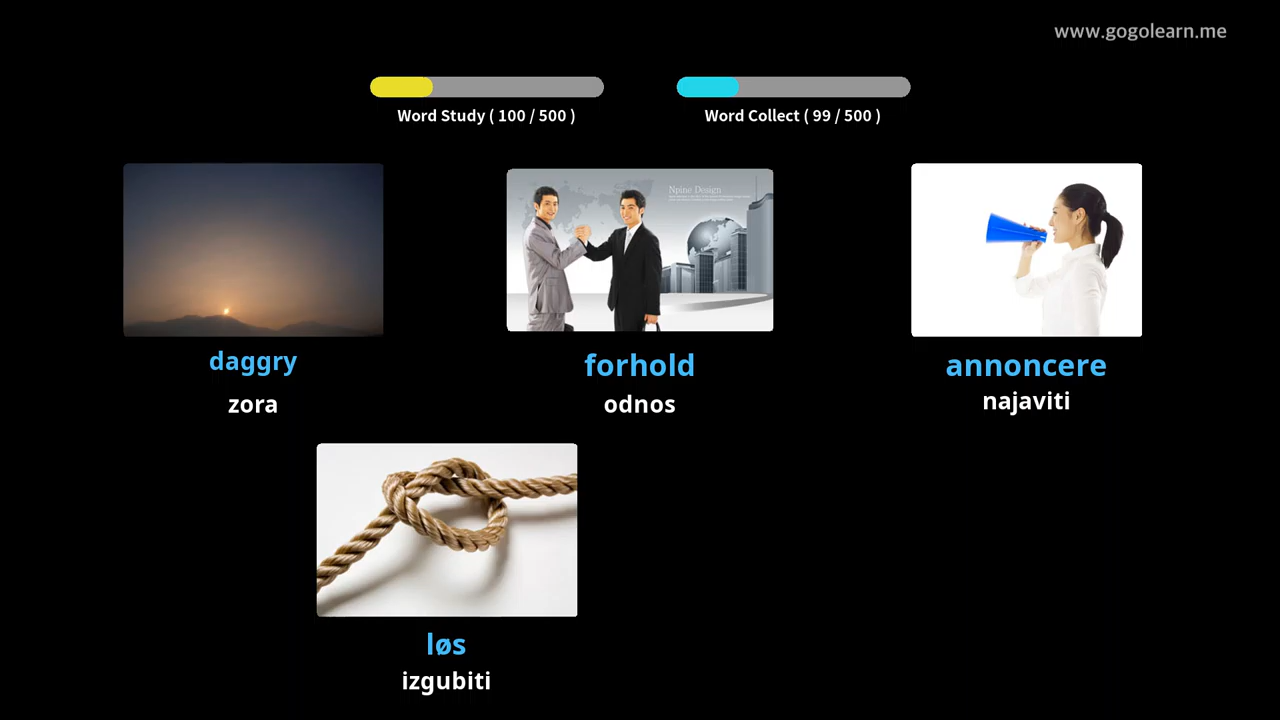 www.gogolearn.me
Word Study ( 100 / 500 )
Word Collect ( 99 / 500 )
Npine Design
daggry
zora
forhold
odnos
annoncere
najaviti
løs
izgubiti